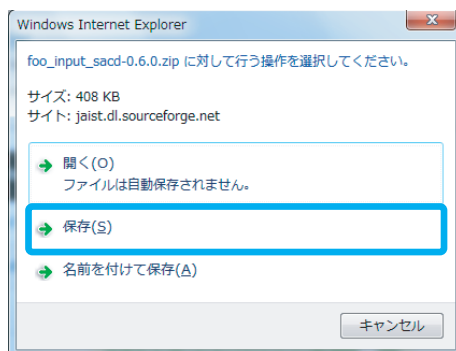 Windows Internet Explorer
foo_input_sacd-0.6.0.zip に対して行う操作を選択してください。
サイズ: 408 KB
サイト: jaist.dl.sourceforge.net
開く(O)
ファイルは自動保存されません。
保存(S)
名前を付けて保存(A)
キャンセル